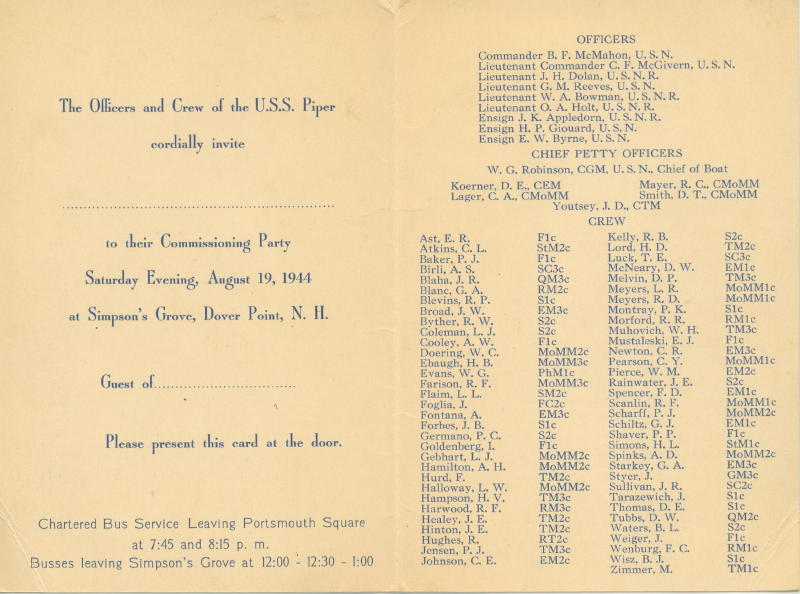 The Officers and Crew of the U.S.S. Piper
cordially invite
to their Commissioning Party
Saturday Evening, August 19, 1944
at Simpson's Grove, Dover Point, N. H.
Guest of................................
Please present this card at the door.
Chartered Bus Service Leaving Portsmouth Square
at 7:45 and 8:15 p. m.
Busses leaving Simpson's Grove at 12:00 - 12:30 - 1:00
OFFICERS
Commander B. F. McMahon, U. S. N.
Lieutenant Commander C. F. McGivern, U. S. N.
Lieutenant J. H. Dolan, U. S. N. R.
Lieutenant G. M. Reeves, U. S. N.
Lieutenant W. A. Bowman, U. S. N. R.
Lieutenant O. A. Holt, U. S. N. R.
Ensign J. K. Appledorn, U. S. N. R.
Ensign H. P. Giouard, U. S. N.
Ensign E. W. Byrne, U. S. N.
CHIEF PETTY OFFICERS
W. G. Robinson, CGM, U. S. N., Chief of Boat
Koerner, D. E., CEM
Lager, C. A., CMoMM
Mayer, R. C., CMoMM
Smith, D. T., CMoMM
Youtsey, J. D., CTM
CREW
Ast, E. R. F1c
Atkins, C. L. StM2c
Baker, P. J. F1c
Birli, A. S. SC3c
Blaha, J. R. QM3c
Blanc, G. A. RM2c
Blevins, R. P. S1c
Broad, J. W. EM3c
Byther, R. W. S2c
Coleman, L. J. S2c
Cooley, A. W. F1c
Doering, W. C. MoMM2c
Ebaugh, H. B. MoMM3c
Evans, W. G. PhM1c
Farison, R. F. MoMM3c
Flaim, L. L. SM2c
Foglia, J. FC2c
Fontana, A. EM3c
Forbes, J. B. S1c
Germano, P. C. S2c
Goldenberg, I. F1c
Gebhart, L. J. MoMM2c
Hamilton, A. H. MoMM2c
Hurd, F. TM2c
Halloway, L. W. MoMM2c
Hampson, H. V. TM3c
Harwood, R. F. RM3c
Healey, J. E. TM2c
Hinton, J. E. TM2c
Hughes, R. RT2c
Jensen, P. J. TM3c
Johnson, C. E. EM2c
Kelly, R. B. S2c
Lord, H. D. TM2c
Luck, T. E. SC3c
McNeary, D. W. EM1c
Melvin, D. P. TM3c
Meyers, L. R. MoMM1c
Meyers, R. D. MoMM1c
Montray, P. K. S1c
Morford, R. R. RM1c
Muhovich, W. H. TM3c
Mustaleski, E. J. F1c
Newton, C. R. EM3c
Pearson, C. Y. MoMM1c
Pierce, W. M. EM2c
Rainwater, J. E. S2c
Spencer, F. D. EM1c
Scanlin, R. F. MoMM1c
Scharff, P. J. MoMM2c
Schiltz, G. J. EM1c
Shaver, P. P. F1c
Simons, H. L. StM1c
Spinks, A. D. MoMM2c
Starkey, G. A. EM3c
Styer, J. GM3c
Sullivan, J. R. SC2c
Tarazewich, J. S1c
Thomas, D. E. S1c
Tubbs, D. W. QM2c
Waters, B. L. S2c
Weiger, J. F1c
Wenburg, F. C. RM1c
Wisz, B. J. S1c
Zimmer, M. TM1c